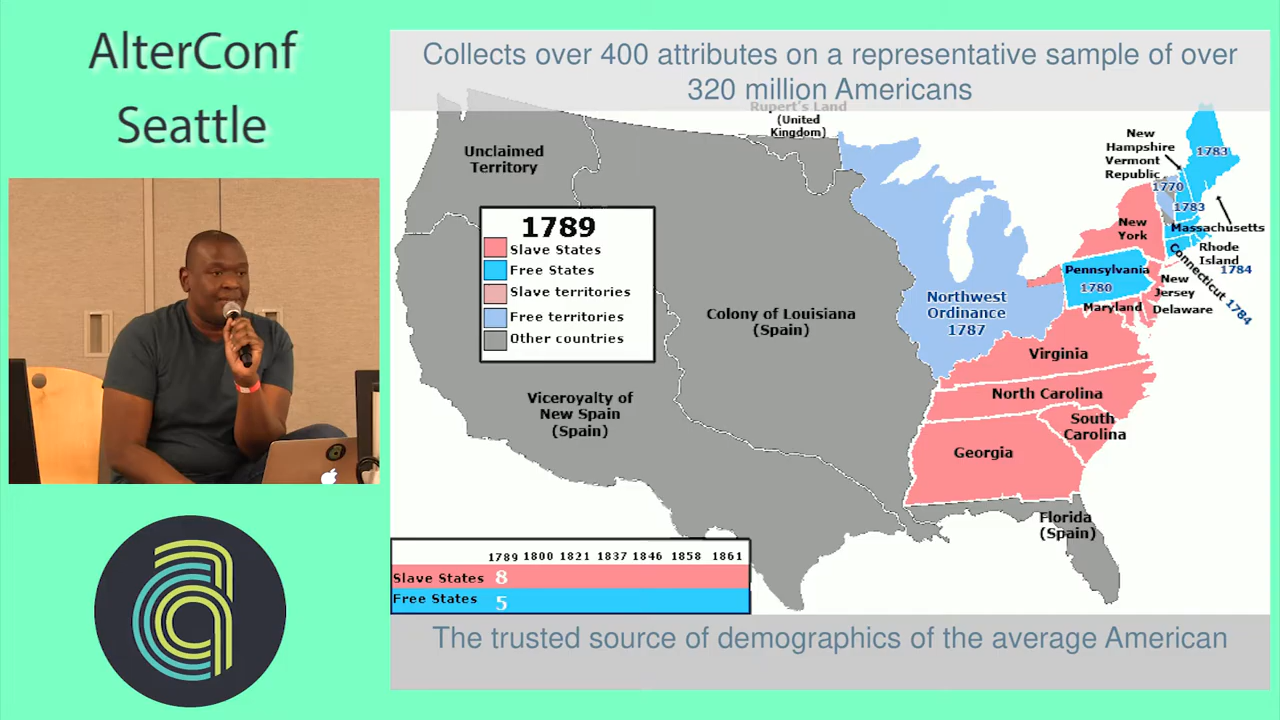 AlterConf
Seattle
Collects over 400 attributes on a representative sample of over
320 million Americans
Rupert's Land
(United
Kingdom)
Unclaimed
Territory
1789
Slave States
Free States
Slave territories
Free territories
Other countries
Colony of Louisiana
(Spain)
Viceroyalty of
New Spain
(Spain)
Northwest
Ordinance
1787
New
Hampshire
Vermont
Republic
1783
1770
1783
Massachusetts
New
York
Rhode
Island
1784
Connecticut 1784
Pennsylvania
1780
New
Jersey
Maryland
Delaware
Virginia
North Carolina
South
Carolina
Georgia
Florida
(Spain)
1789 1800 1821 1837 1846 1858 1861
Slave States 8
Free States 5
The trusted source of demographics of the average American